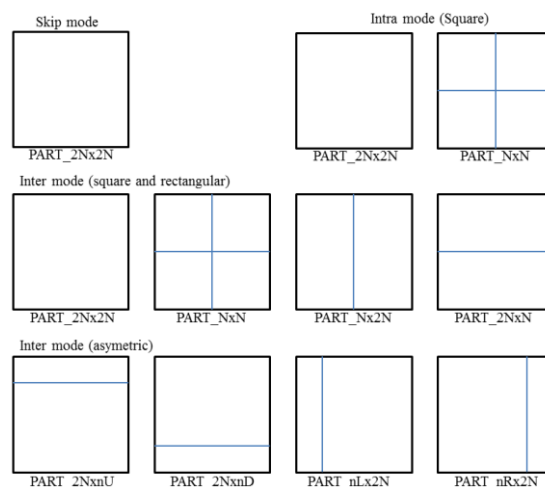 Skip mode
Intra mode (Square)
PART_2Nx2N
PART_2Nx2N
PART_NxN
Inter mode (square and rectangular)
PART_2Nx2N
PART_NxN
PART_Nx2N
PART_2NxN
Inter mode (asymetric)
PART_2NxnU
PART_2NxnD
PART_nLx2N
PART_nRx2N